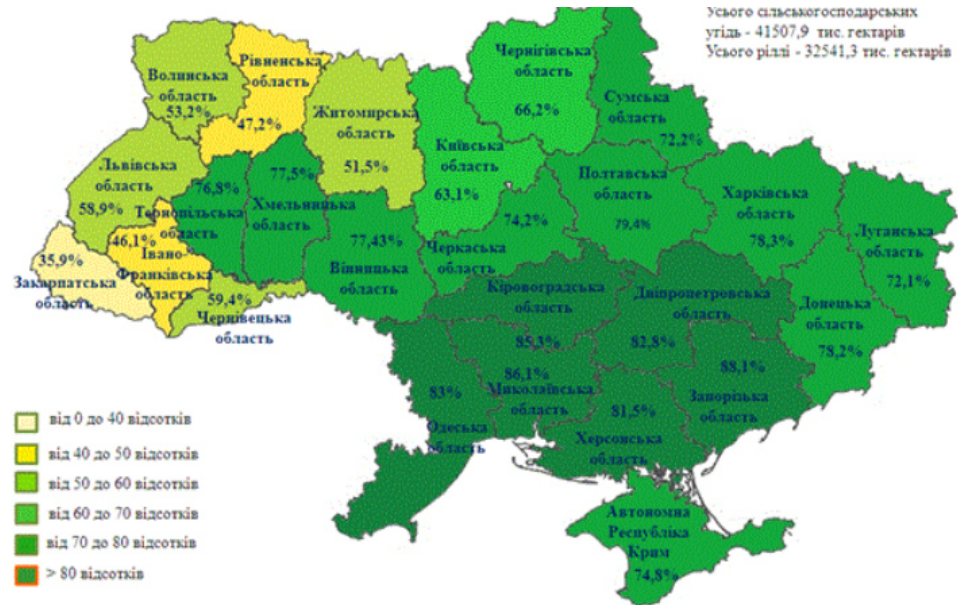 Усього сільськогосподарських
угідь - 41507,9 тис. гектарів
Усього ріллі - 32541,3 тис. гектарів
Волинська
область
53,2%
Рівненська
область
47,2%
Житомирська
область
51,5%
Київська
область
63,1%
Чернігівська
область
66,2%
Сумська
область
72,2%
Львівська
область
58,9%
76,8%
Тернопільська
область
77,5%
Хмельницька
область
77,43%
Вінницька
область
74,2%
Черкаська
область
Полтавська
область
79,4%
Харківська
область
78,3%
Луганська
область
72,1%
35,9%
Закарпатська
область
46,1%
Івано
Франківська
область
59,4%
Чернівецька
область
Кіровоградська
область
85,3%
Дніпропетровська
82,8%
Донецька
область
78,2%
83%
Одеська
область
86,1%
Миколаївська
область
81,5%
Херсонська
область
88,1%
Запорізька
область
Автономна
Республіка
Крим
74,8%
від 0 до 40 відсотків
від 40 до 50 відсотків
від 50 до 60 відсотків
від 60 до 70 відсотків
від 70 до 80 відсотків
> 80 відсотків